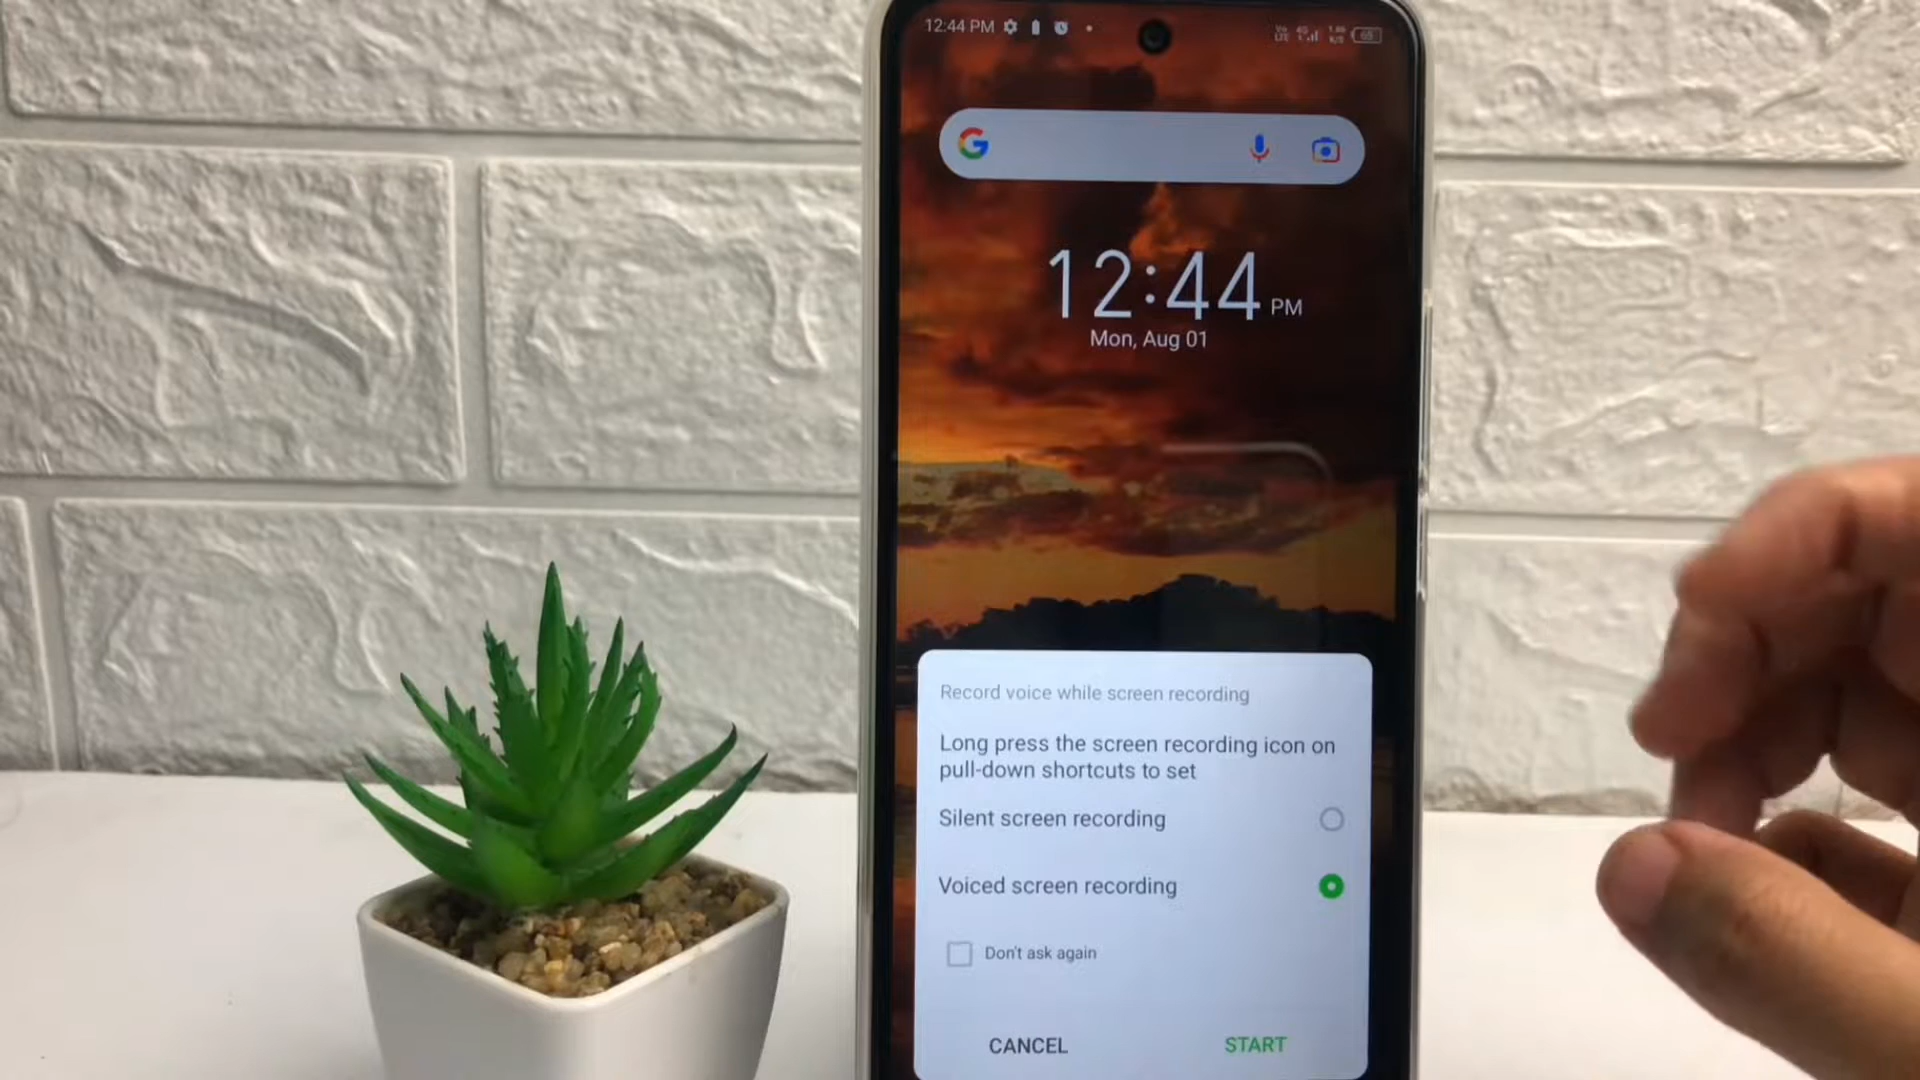 12:44 PM
65
G
12:44 PM
Mon, Aug 01
Record voice while screen recording
Long press the screen recording icon on
pull-down shortcuts to set
Silent screen recording
Voiced screen recording
Don't ask again
CANCEL
START